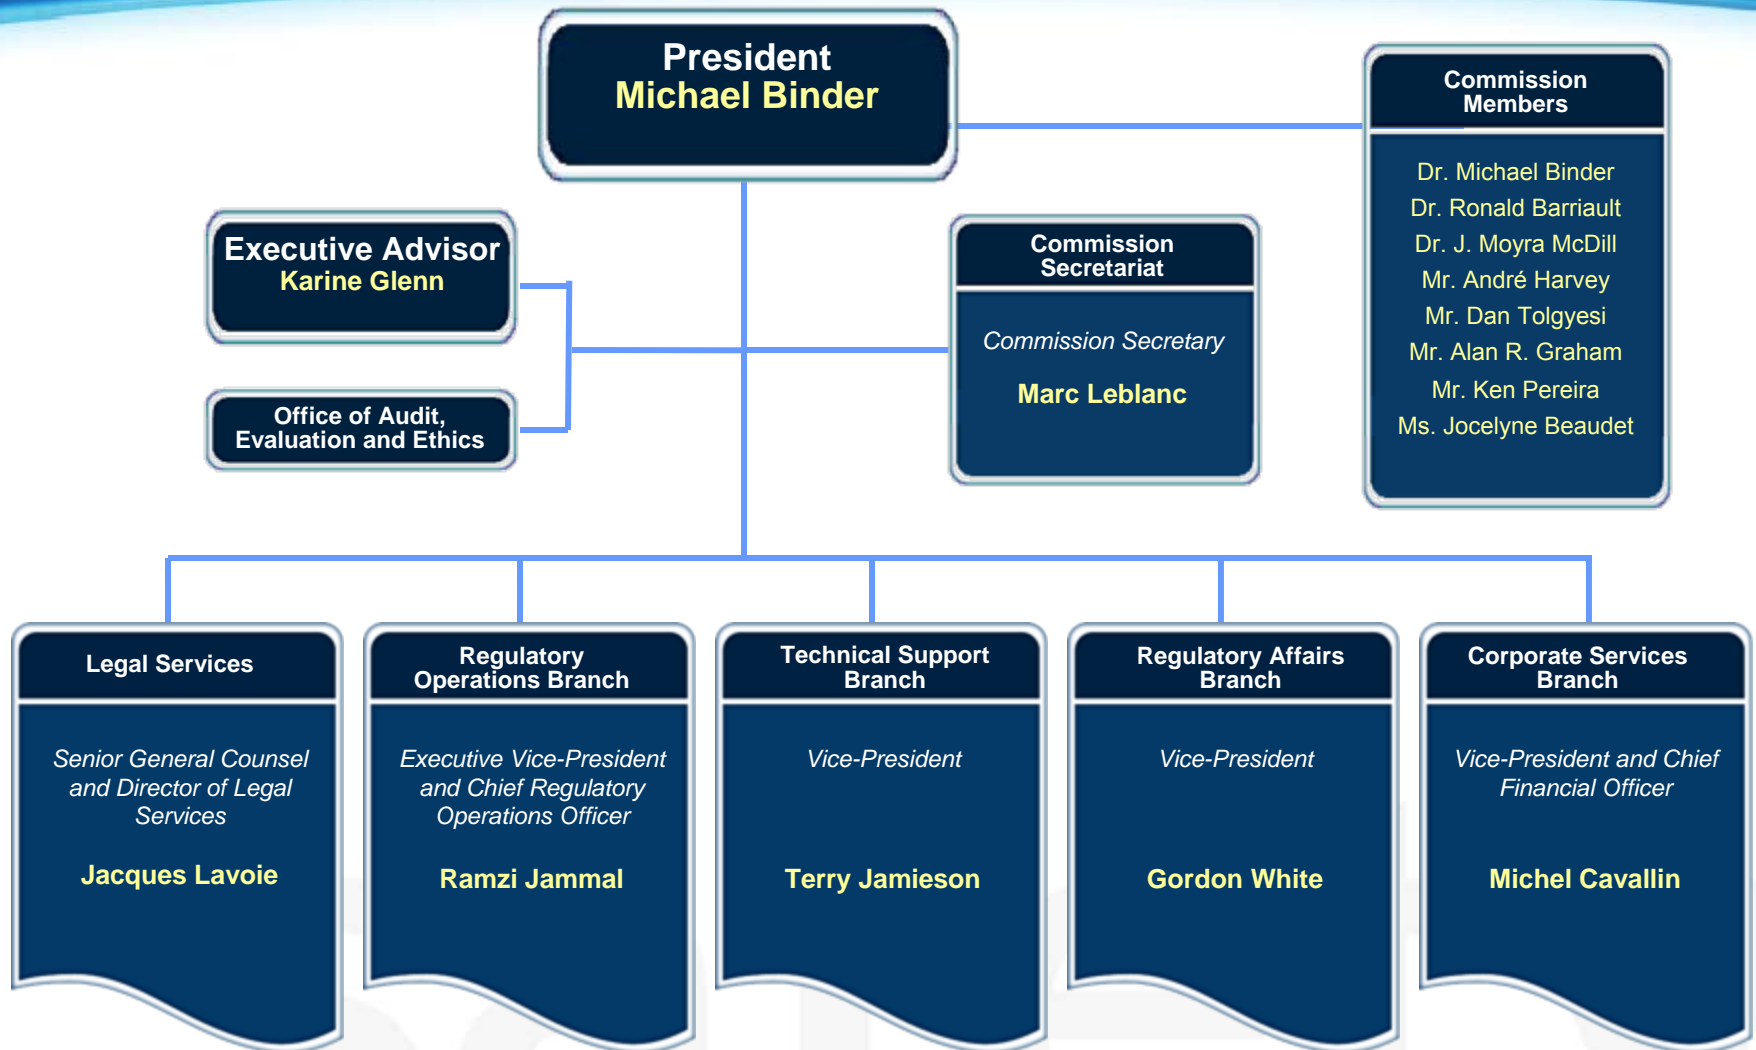 President
Michael Binder
Commission
Members
Dr. Michael Binder
Dr. Ronald Barriault
Dr. J. Moyra McDill
Mr. André Harvey
Mr. Dan Tolgyesi
Mr. Alan R. Graham
Mr. Ken Pereira
Ms. Jocelyne Beaudet
Executive Advisor
Karine Glenn
Commission
Secretariat
Commission Secretary
Marc Leblanc
Office of Audit,
Evaluation and Ethics
Legal Services
Senior General Counsel
and Director of Legal
Services
Jacques Lavoie
Regulatory
Operations Branch
Executive Vice-President
and Chief Regulatory
Operations Officer
Ramzi Jammal
Technical Support
Branch
Vice-President
Terry Jamieson
Regulatory Affairs
Branch
Vice-President
Gordon White
Corporate Services
Branch
Vice-President and Chief
Financial Officer
Michel Cavallin